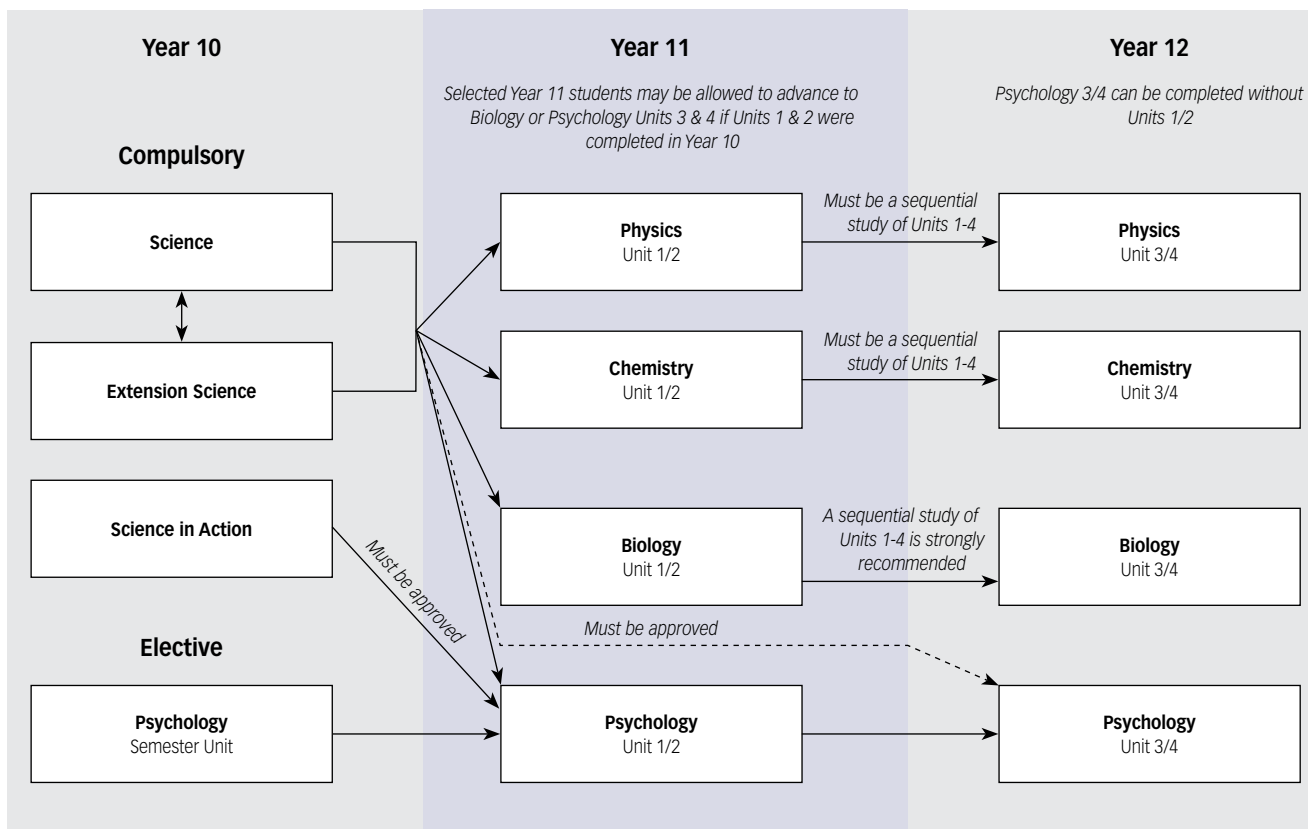 Year 10
Compulsory
Science
Extension Science
Science in Action
Must be approved
Elective
Psychology
Semester Unit
Year 11
Selected Year 11 students may be allowed to advance to
Biology or Psychology Units 3 & 4 if Units 1 & 2 were
completed in Year 10
Physics
Unit 1/2
Must be a sequential
study of Units 1-4
Chemistry
Unit 1/2
Must be a sequential
study of Units 1-4
Biology
Unit 1/2
A sequential study of
Units 1-4 is strongly
recommended
Must be approved
Psychology
Unit 1/2
Year 12
Psychology 3/4 can be completed without
Units 1/2
Physics
Unit 3/4
Chemistry
Unit 3/4
Biology
Unit 3/4
Psychology
Unit 3/4